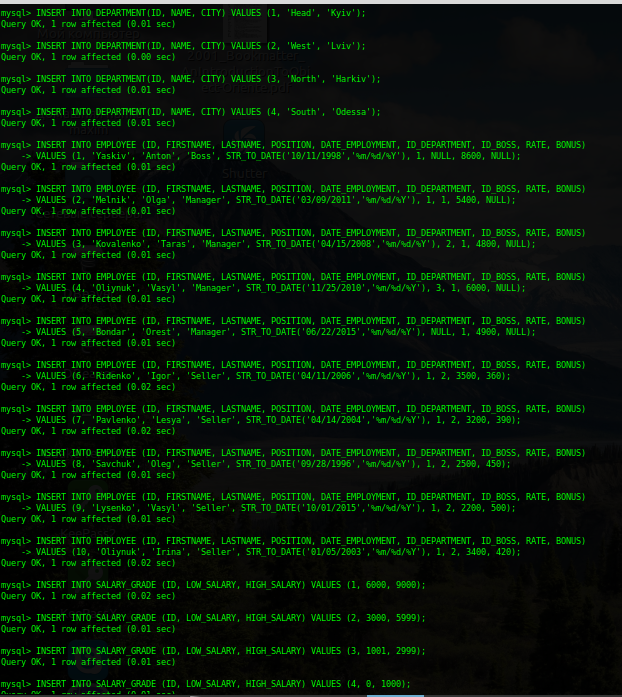 mysql> INSERT INTO DEPARTMENT(ID, NAME, CITY) VALUES (1, 'Head', 'Kyiv');
Query OK, 1 row affected (0.01 sec)
mysql> INSERT INTO DEPARTMENT(ID, NAME, CITY) VALUES (2, 'West', 'Lviv');
Query OK, 1 row affected (0.00 sec)
mysql> INSERT INTO DEPARTMENT(ID, NAME, CITY) VALUES (3, 'North', 'Harkiv');
Query OK, 1 row affected (0.01 sec)
mysql> INSERT INTO DEPARTMENT(ID, NAME, CITY) VALUES (4, 'South', 'Odessa');
Query OK, 1 row affected (0.01 sec)
mysql> INSERT INTO EMPLOYEE (ID, FIRSTNAME, LASTNAME, POSITION, DATE_EMPLOYMENT, ID_DEPARTMENT, ID_BOSS, RATE, BONUS)
-> VALUES (1, 'Yaskiv', 'Anton', 'Boss', STR_TO_DATE('10/11/1998','%m/%d/%Y'), 1, NULL, 8600, NULL);
Query OK, 1 row affected (0.01 sec)
mysql> INSERT INTO EMPLOYEE (ID, FIRSTNAME, LASTNAME, POSITION, DATE_EMPLOYMENT, ID_DEPARTMENT, ID_BOSS, RATE, BONUS)
-> VALUES (2, 'Melnik', 'Olga', 'Manager', STR_TO_DATE('03/09/2011','%m/%d/%Y'), 1, 1, 5400, NULL);
Query OK, 1 row affected (0.01 sec)
mysql> INSERT INTO EMPLOYEE (ID, FIRSTNAME, LASTNAME, POSITION, DATE_EMPLOYMENT, ID_DEPARTMENT, ID_BOSS, RATE, BONUS)
-> VALUES (3, 'Kovalenko', 'Taras', 'Manager', STR_TO_DATE('04/15/2008','%m/%d/%Y'), 2, 1, 4800, NULL);
Query OK, 1 row affected (0.01 sec)
mysql> INSERT INTO EMPLOYEE (ID, FIRSTNAME, LASTNAME, POSITION, DATE_EMPLOYMENT, ID_DEPARTMENT, ID_BOSS, RATE, BONUS)
-> VALUES (4, 'Oliynuk', 'Vasyl', 'Manager', STR_TO_DATE('11/25/2010','%m/%d/%Y'), 3, 1, 6000, NULL);
Query OK, 1 row affected (0.01 sec)
mysql> INSERT INTO EMPLOYEE (ID, FIRSTNAME, LASTNAME, POSITION, DATE_EMPLOYMENT, ID_DEPARTMENT, ID_BOSS, RATE, BONUS)
-> VALUES (5, 'Bondar', 'Orest', 'Manager', STR_TO_DATE('06/22/2015','%m/%d/%Y'), NULL, 1, 4900, NULL);
Query OK, 1 row affected (0.01 sec)
mysql> INSERT INTO EMPLOYEE (ID, FIRSTNAME, LASTNAME, POSITION, DATE_EMPLOYMENT, ID_DEPARTMENT, ID_BOSS, RATE, BONUS)
-> VALUES (6, 'Ridenko', 'Igor', 'Seller', STR_TO_DATE('04/11/2006','%m/%d/%Y'), 1, 2, 3500, 360);
Query OK, 1 row affected (0.02 sec)
mysql> INSERT INTO EMPLOYEE (ID, FIRSTNAME, LASTNAME, POSITION, DATE_EMPLOYMENT, ID_DEPARTMENT, ID_BOSS, RATE, BONUS)
-> VALUES (7, 'Pavlenko', 'Lesya', 'Seller', STR_TO_DATE('04/14/2004','%m/%d/%Y'), 1, 2, 3200, 390);
Query OK, 1 row affected (0.02 sec)
mysql> INSERT INTO EMPLOYEE (ID, FIRSTNAME, LASTNAME, POSITION, DATE_EMPLOYMENT, ID_DEPARTMENT, ID_BOSS, RATE, BONUS)
-> VALUES (8, 'Savchuk', 'Oleg', 'Seller', STR_TO_DATE('09/28/1996','%m/%d/%Y'), 1, 2, 2500, 450);
Query OK, 1 row affected (0.01 sec)
mysql> INSERT INTO EMPLOYEE (ID, FIRSTNAME, LASTNAME, POSITION, DATE_EMPLOYMENT, ID_DEPARTMENT, ID_BOSS, RATE, BONUS)
-> VALUES (9, 'Lysenko', 'Vasyl', 'Seller', STR_TO_DATE('10/01/2015','%m/%d/%Y'), 1, 2, 2200, 500);
Query OK, 1 row affected (0.01 sec)
mysql> INSERT INTO EMPLOYEE (ID, FIRSTNAME, LASTNAME, POSITION, DATE_EMPLOYMENT, ID_DEPARTMENT, ID_BOSS, RATE, BONUS)
-> VALUES (10, 'Oliynuk', 'Irina', 'Seller', STR_TO_DATE('01/05/2003','%m/%d/%Y'), 1, 2, 3400, 420);
Query OK, 1 row affected (0.02 sec)
mysql> INSERT INTO SALARY_GRADE (ID, LOW_SALARY, HIGH_SALARY) VALUES (1, 6000, 9000);
Query OK, 1 row affected (0.02 sec)
mysql> INSERT INTO SALARY_GRADE (ID, LOW_SALARY, HIGH_SALARY) VALUES (2, 3000, 5999);
Query OK, 1 row affected (0.01 sec)
mysql> INSERT INTO SALARY_GRADE (ID, LOW_SALARY, HIGH_SALARY) VALUES (3, 1001, 2999);
Query OK, 1 row affected (0.01 sec)
mysql> INSERT INTO SALARY_GRADE (ID, LOW_SALARY, HIGH_SALARY) VALUES (4, 0, 1000);
Query OK, 1 row affected (0.01 sec)